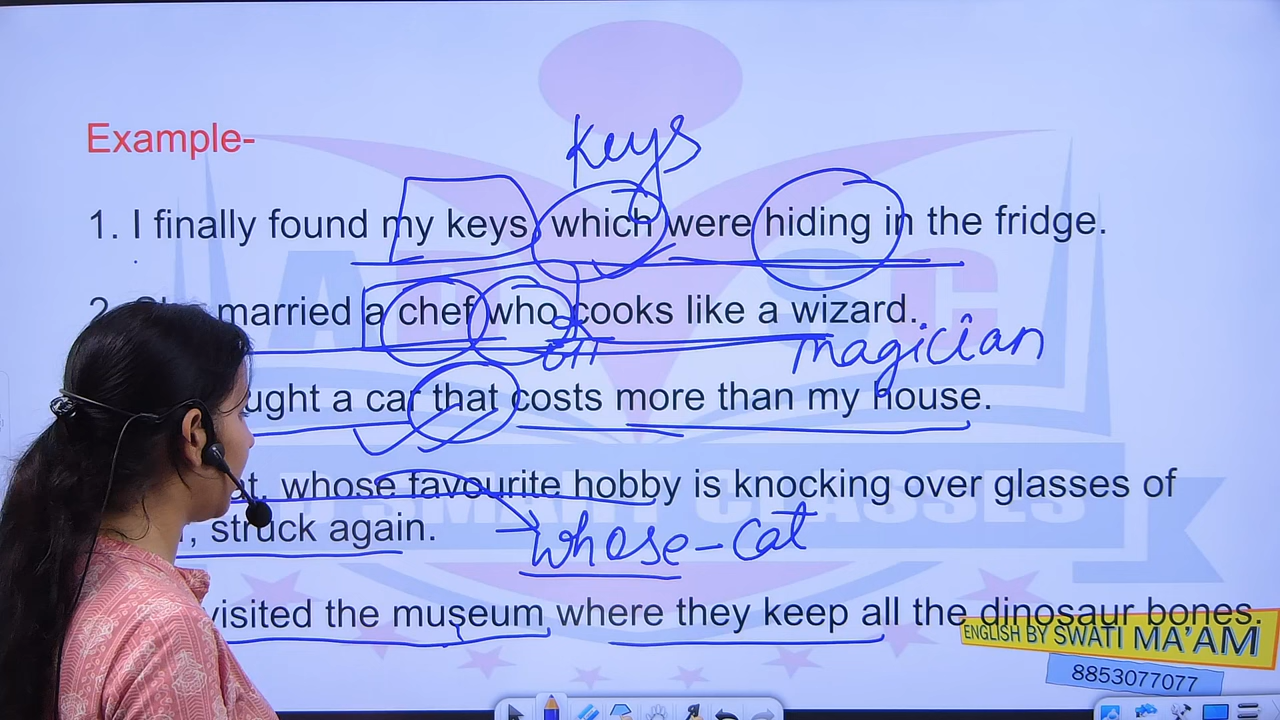 Keys
Example-
1. I finally found my keys, which were hiding in the fridge.
2. married a chef who cooks like a wizard.
magician
ught a car that costs more than my house.
at, whose favourite hobby is knocking over glasses of
, struck again.
whose-cat
visited the museum where they keep all the dinosaur bones.
ENGLISH BY SWATI MA'AM
8853077077